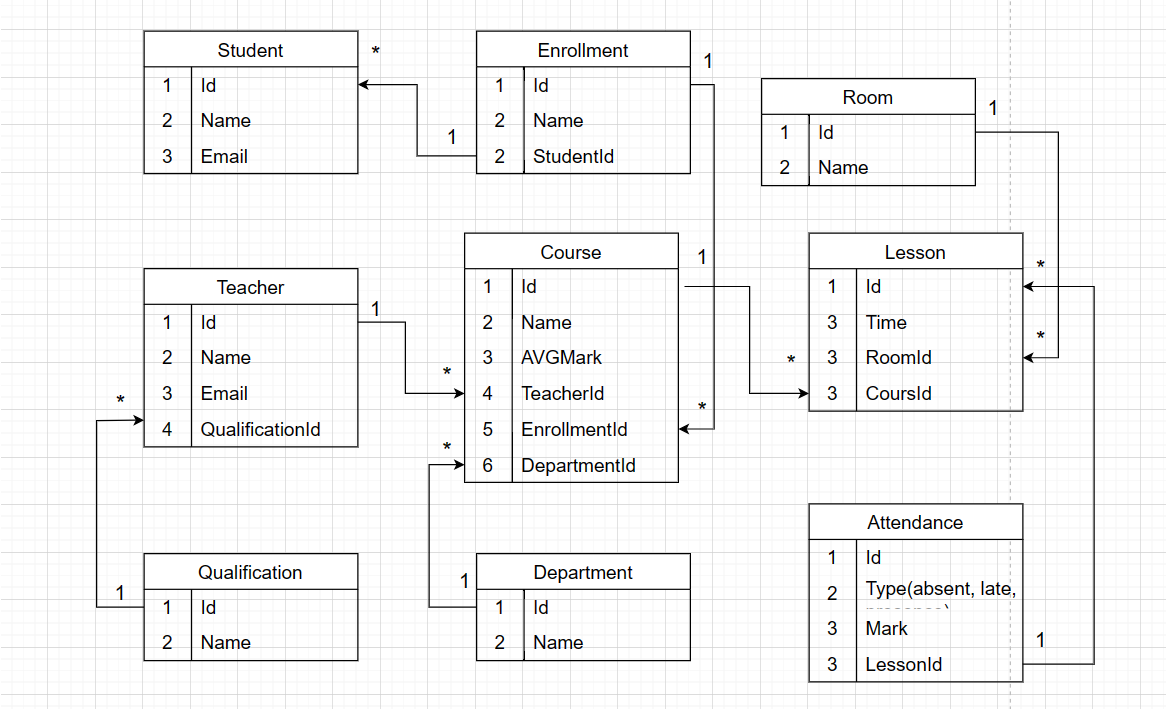 Student
*
1 Id
2 Name
3 Email
Enrollment
1
1 Id
2 Name
2 StudentId
1
Room
1
1 Id
2 Name
Teacher
1
1 Id
2 Name
3 Email
4 QualificationId
*
Course
1
1 Id
2 Name
3 AVGMark
4 TeacherId
5 EnrollmentId
6 DepartmentId
*
*
*
Lesson
*
1 Id
3 Time
3 RoomId
3 CoursId
*
*
Qualification
1
1 Id
2 Name
Department
1
1 Id
2 Name
Attendance
1 Id
2 Type(absent, late,
3 Mark
3 LessonId
1